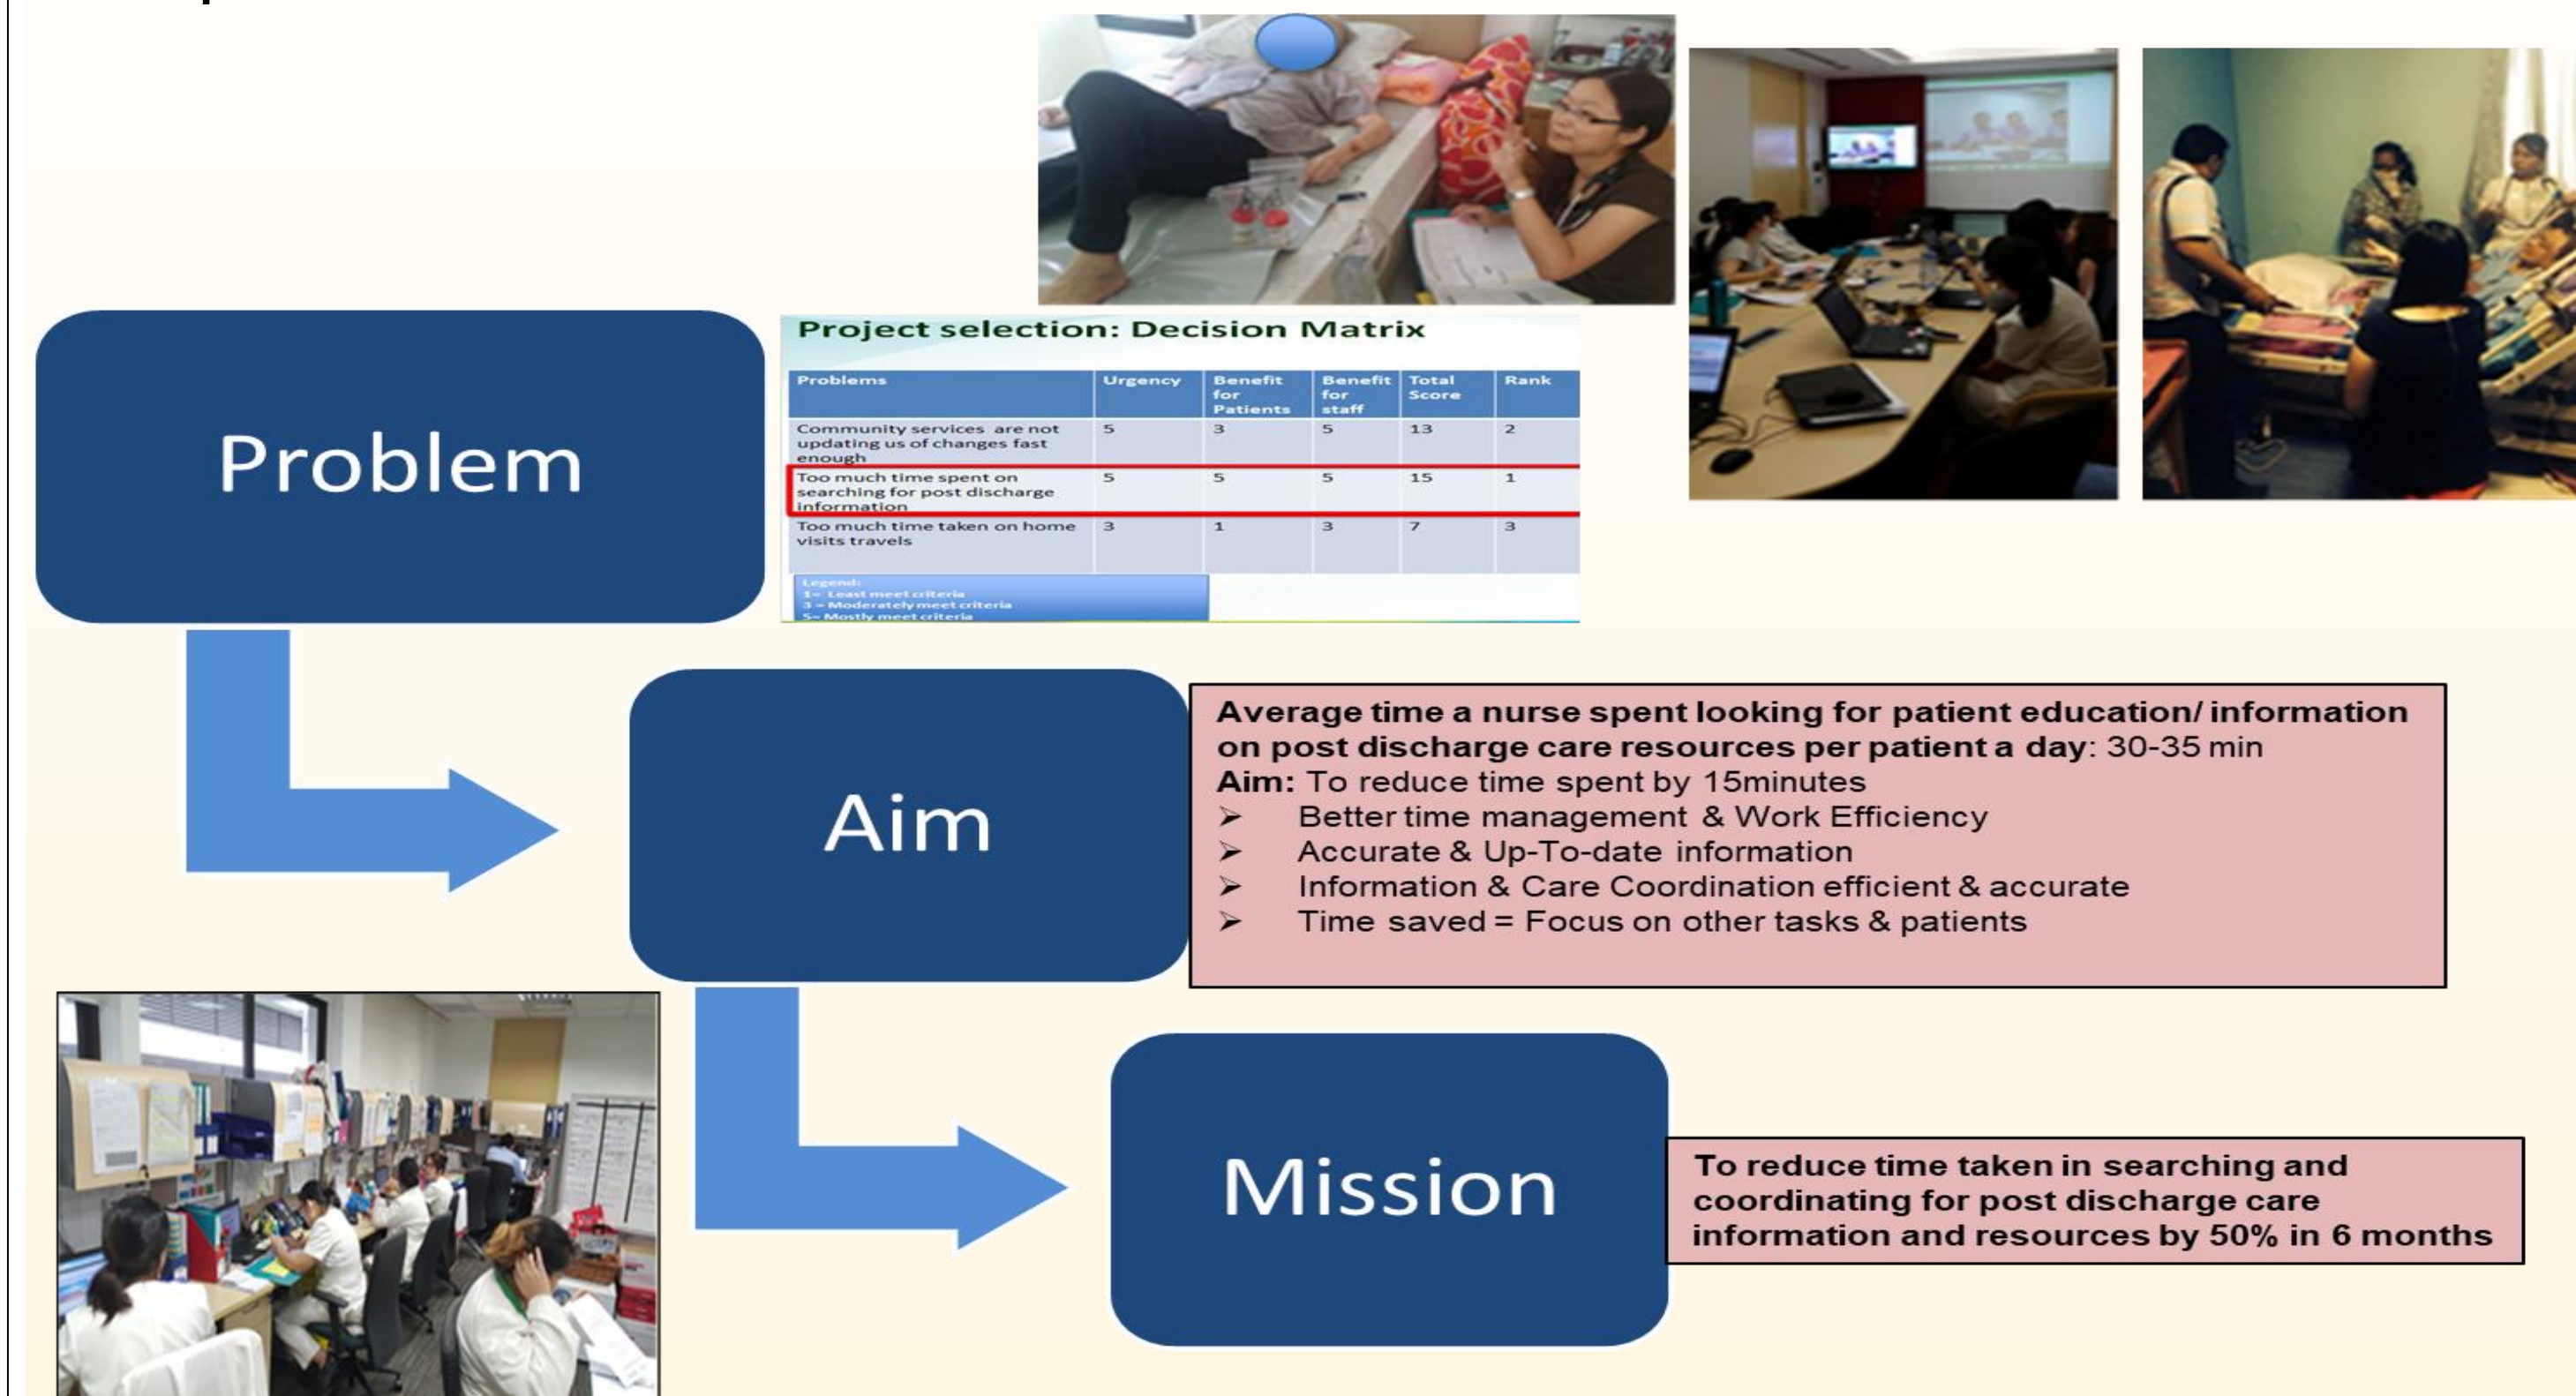 Problem
Project selection: Decision Matrix
Problems Urgency Benefit for Patients Benefit for staff Total Score Rank
Community services are not updating us of changes fast enough 5 3 5 13 2
Too much time spent on searching for post discharge information 5 5 5 15 1
Too much time taken on home visits travels 3 1 3 7 3
Legend:
1= Least meet criteria
3 = Moderately meet criteria
5= Mostly meet criteria
Aim
Average time a nurse spent looking for patient education/ information
on post discharge care resources per patient a day: 30-35 min
Aim: To reduce time spent by 15minutes
➢ Better time management & Work Efficiency
➢ Accurate & Up-To-date information
➢ Information & Care Coordination efficient & accurate
➢ Time saved = Focus on other tasks & patients
Mission
To reduce time taken in searching and
coordinating for post discharge care
information and resources by 50% in 6 months